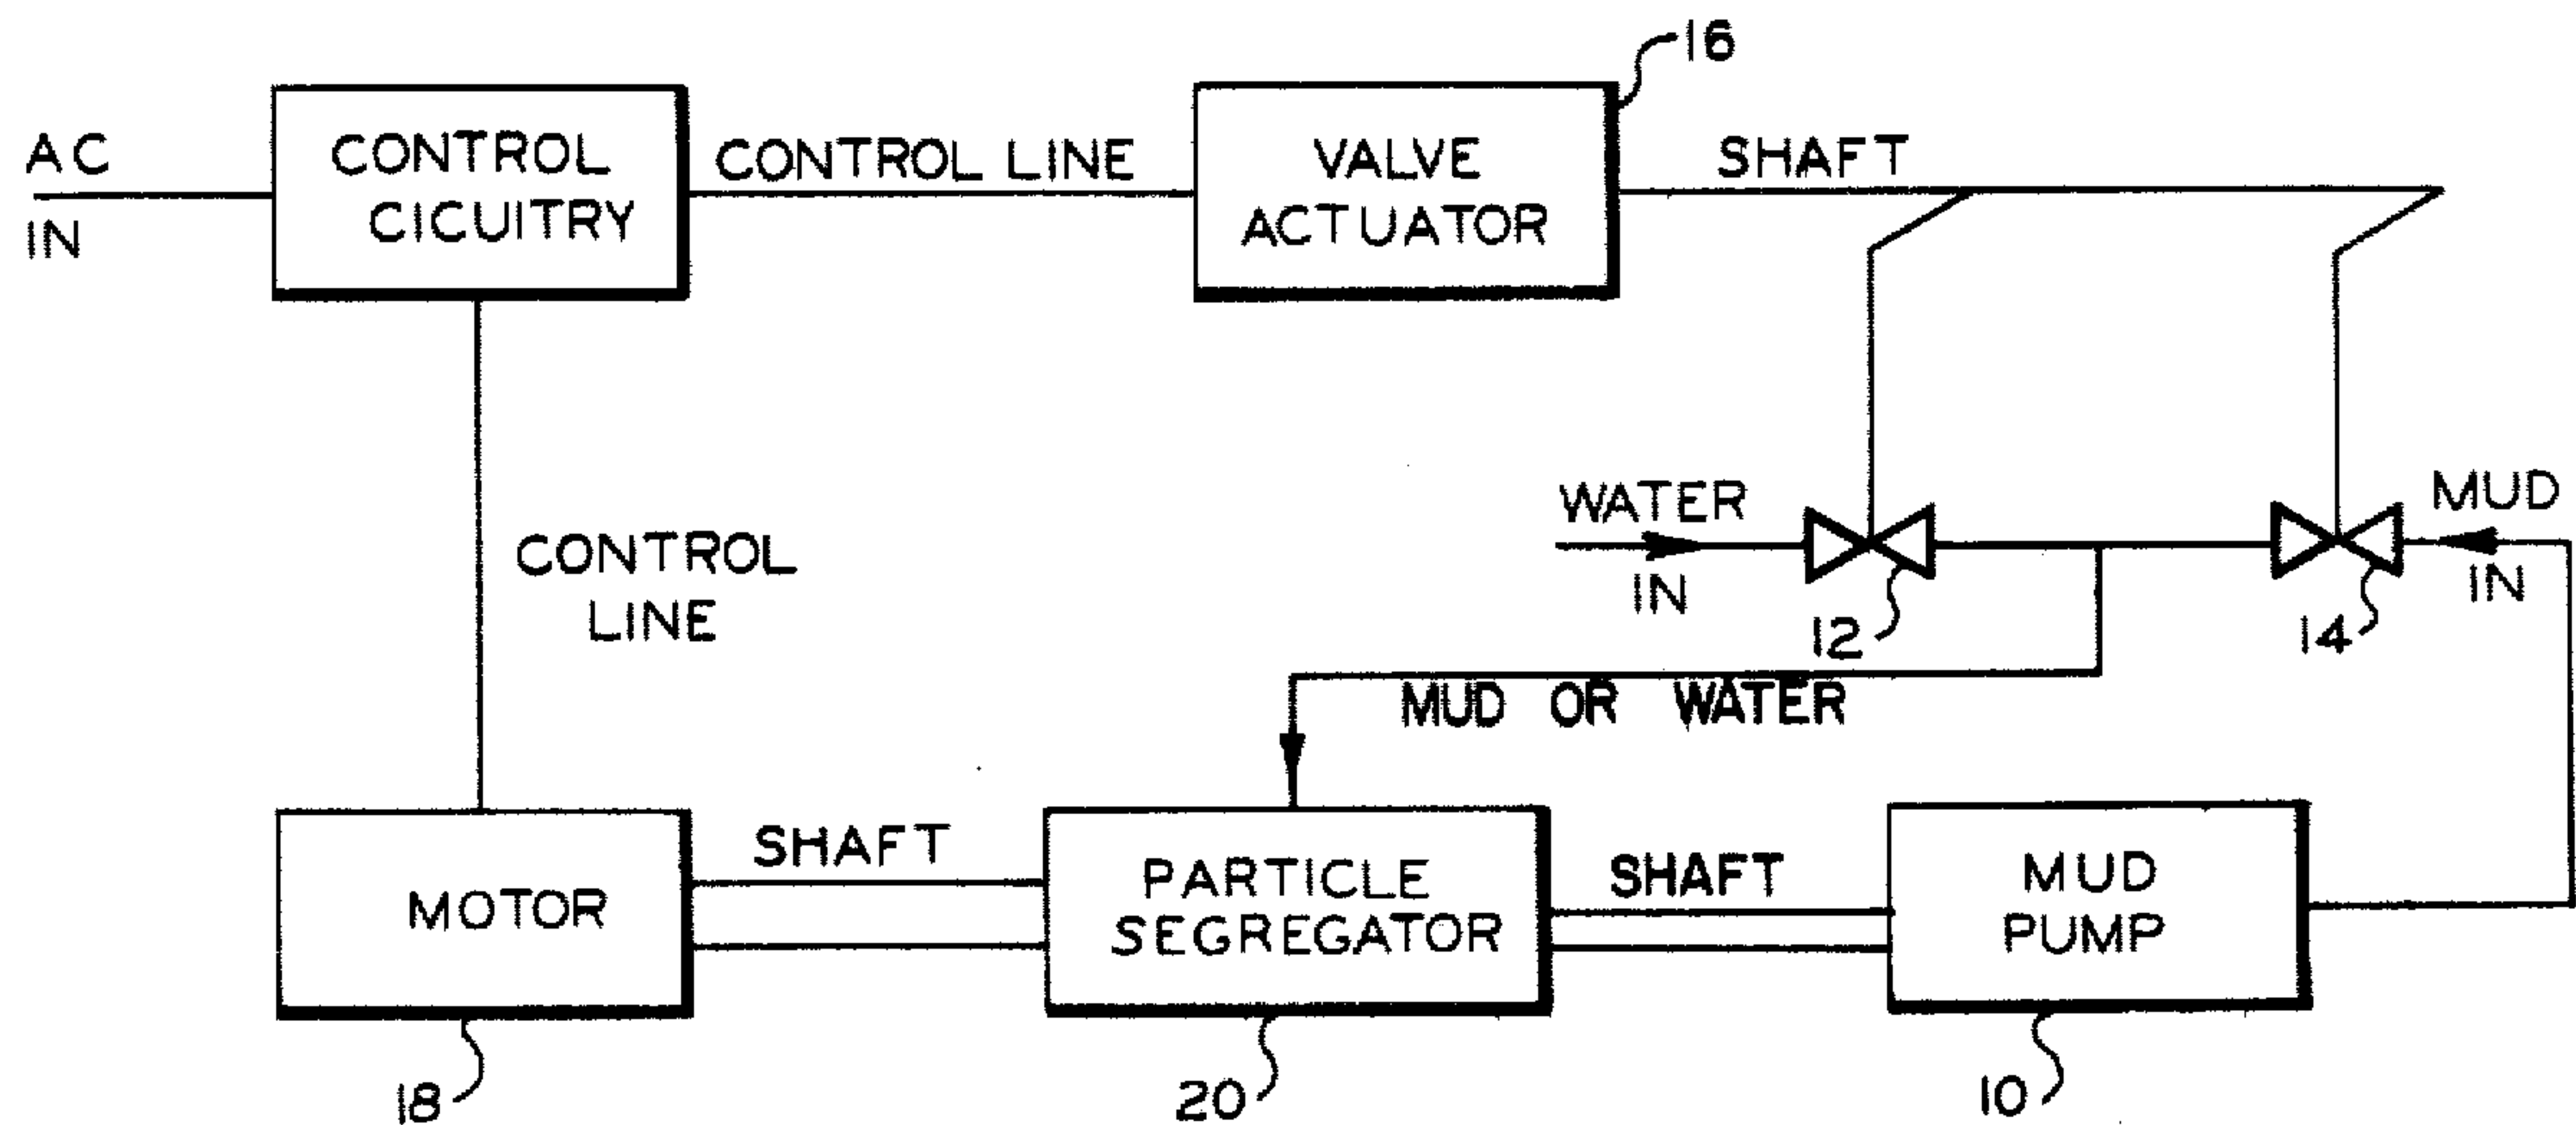 16
AC
IN
CONTROL
CICUITRY
CONTROL LINE
VALVE
ACTUATOR
SHAFT
WATER
IN
12
MUD
IN
14
CONTROL
LINE
MUD OR WATER
MOTOR
18
SHAFT
PARTICLE
SEGREGATOR
20
SHAFT
MUD
PUMP
10